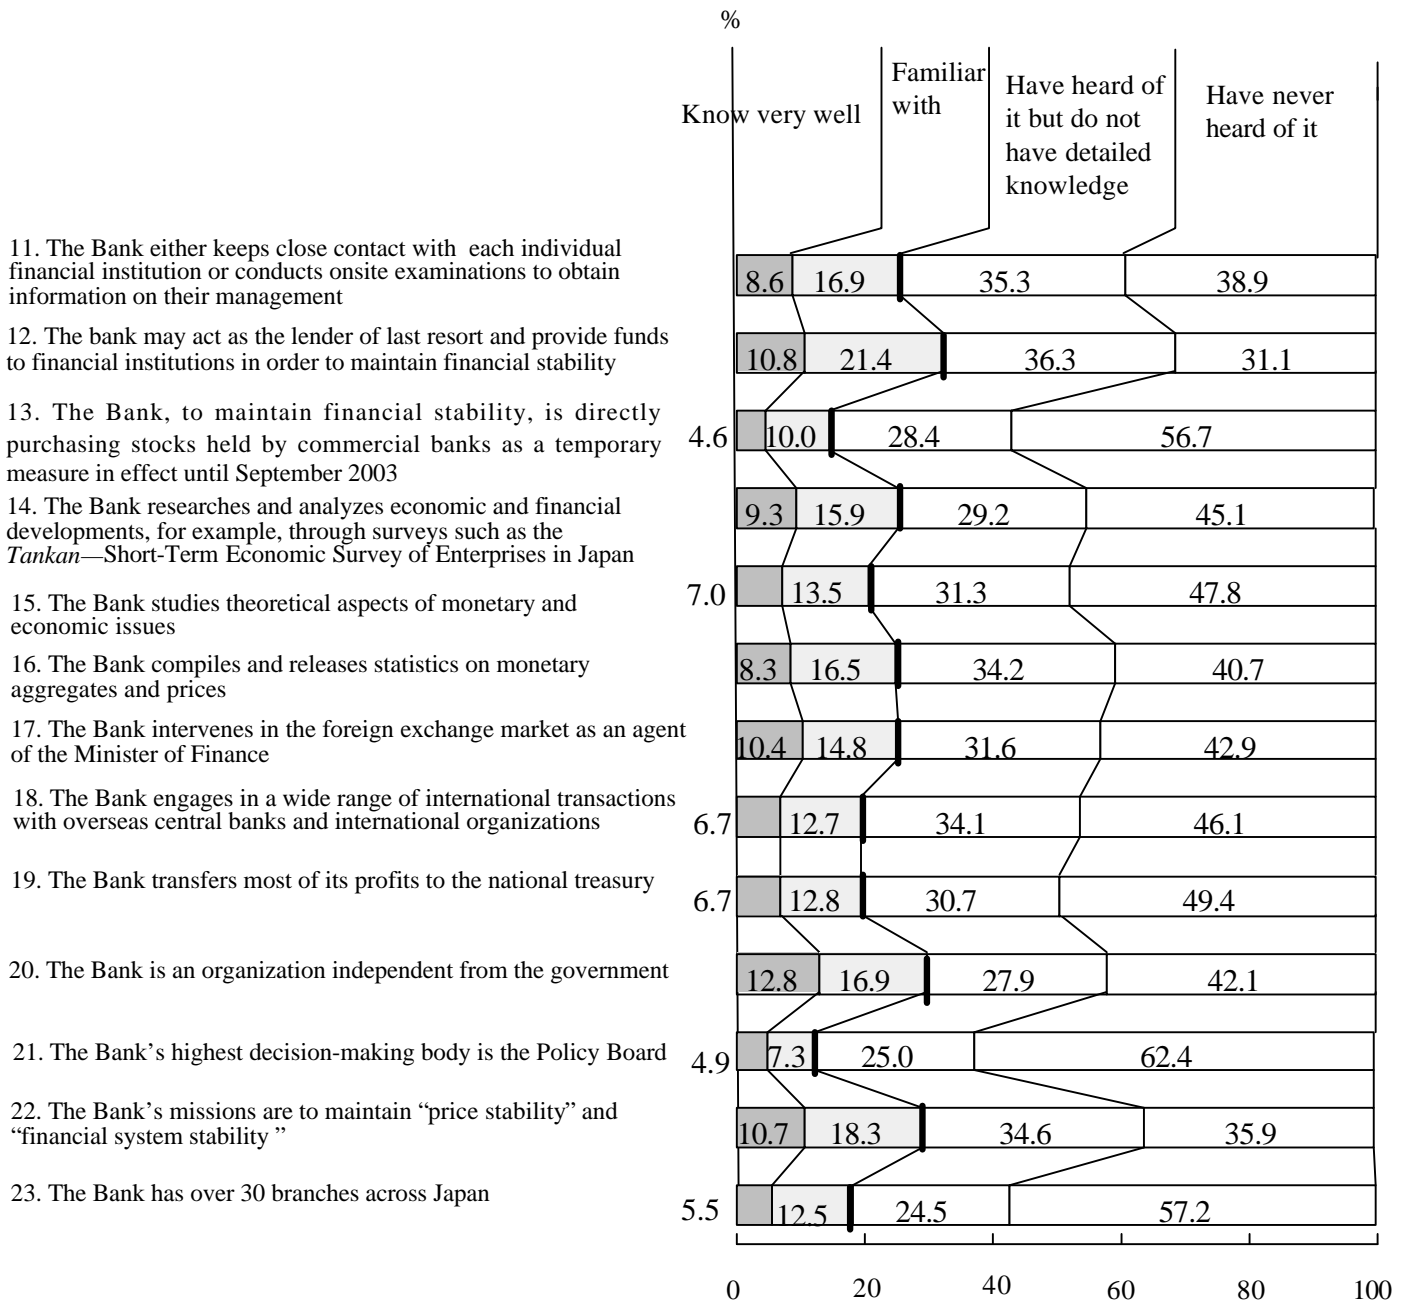 %
Know very well
Familiar
with
Have heard of
it but do not
have detailed
knowledge
Have never
heard of it
11. The Bank either keeps close contact with each individual
financial institution or conducts onsite examinations to obtain
information on their management
8.6 16.9 35.3 38.9
12. The bank may act as the lender of last resort and provide funds
to financial institutions in order to maintain financial stability
10.8 21.4 36.3 31.1
13. The Bank, to maintain financial stability, is directly
purchasing stocks held by commercial banks as a temporary
measure in effect until September 2003
4.6 10.0 28.4 56.7
14. The Bank researches and analyzes economic and financial
developments, for example, through surveys such as the
Tankan—Short-Term Economic Survey of Enterprises in Japan
9.3 15.9 29.2 45.1
15. The Bank studies theoretical aspects of monetary and
economic issues
7.0 13.5 31.3 47.8
16. The Bank compiles and releases statistics on monetary
aggregates and prices
8.3 16.5 34.2 40.7
17. The Bank intervenes in the foreign exchange market as an agent
of the Minister of Finance
10.4 14.8 31.6 42.9
18. The Bank engages in a wide range of international transactions
with overseas central banks and international organizations
6.7 12.7 34.1 46.1
19. The Bank transfers most of its profits to the national treasury
6.7 12.8 30.7 49.4
20. The Bank is an organization independent from the government
12.8 16.9 27.9 42.1
21. The Bank’s highest decision-making body is the Policy Board
4.9 7.3 25.0 62.4
22. The Bank’s missions are to maintain “price stability” and
“financial system stability ”
10.7 18.3 34.6 35.9
23. The Bank has over 30 branches across Japan
5.5 12.5 24.5 57.2
0 20 40 60 80 100